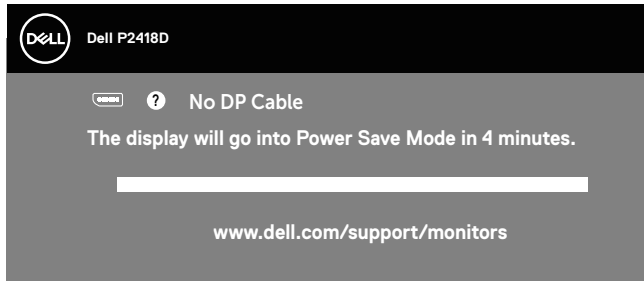 DELL
Dell P2418D
? No DP Cable
The display will go into Power Save Mode in 4 minutes.
www.dell.com/support/monitors